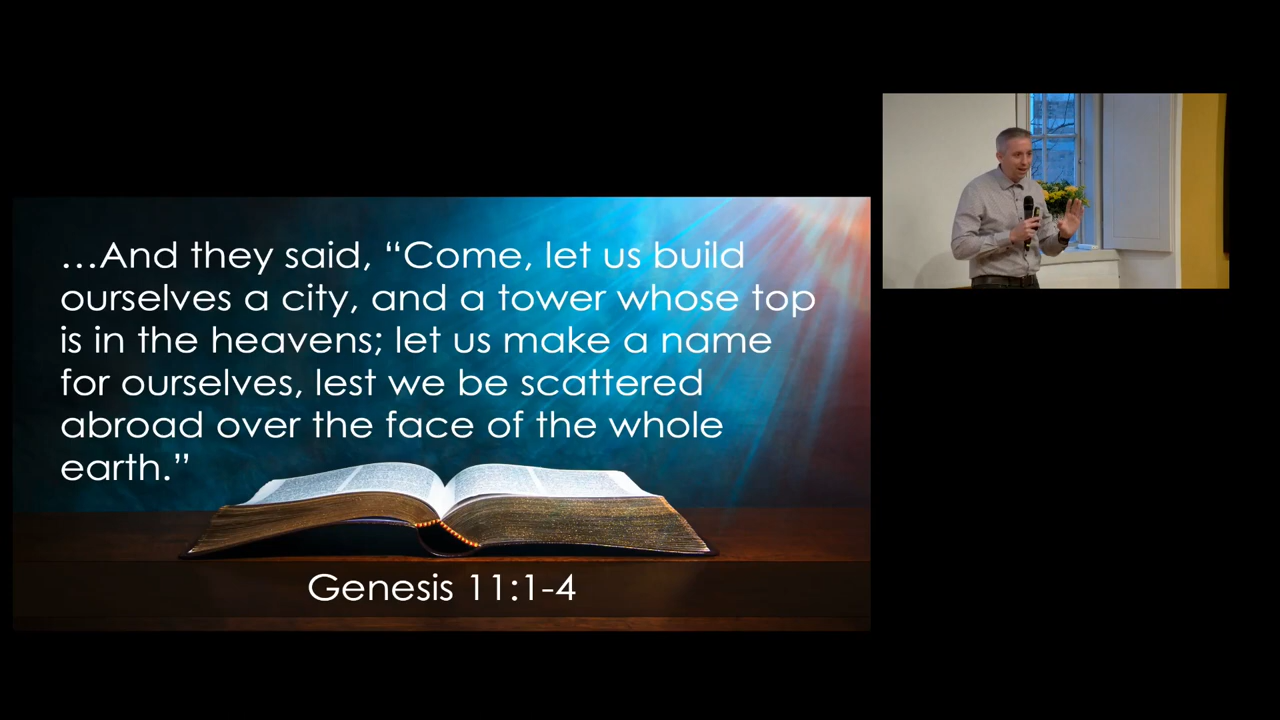 …And they said, “Come, let us build
ourselves a city, and a tower whose top
is in the heavens; let us make a name
for ourselves, lest we be scattered
abroad over the face of the whole
earth.”
Genesis 11:1-4